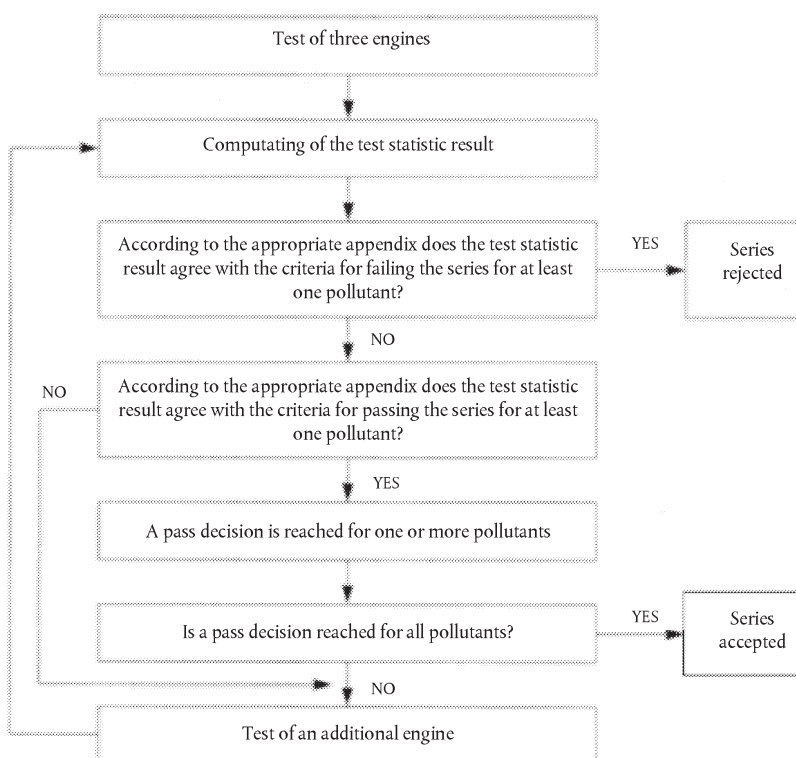 Test of three engines
Computating of the test statistic result
According to the appropriate appendix does the test statistic
result agree with the criteria for failing the series for at least
one pollutant?
YES
Series
rejected
NO
According to the appropriate appendix does the test statistic
result agree with the criteria for passing the series for at least
one pollutant?
NO
YES
A pass decision is reached for one or more pollutants
Is a pass decision reached for all pollutants?
YES
Series
accepted
NO
Test of an additional engine